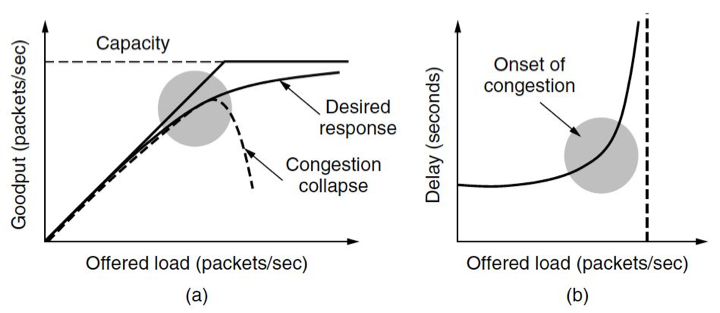 Capacity
Desired
response
Congestion
collapse
Goodput (packets/sec)
Offered load (packets/sec)
(a)
Onset of
congestion
Delay (seconds)
Offered load (packets/sec)
(b)